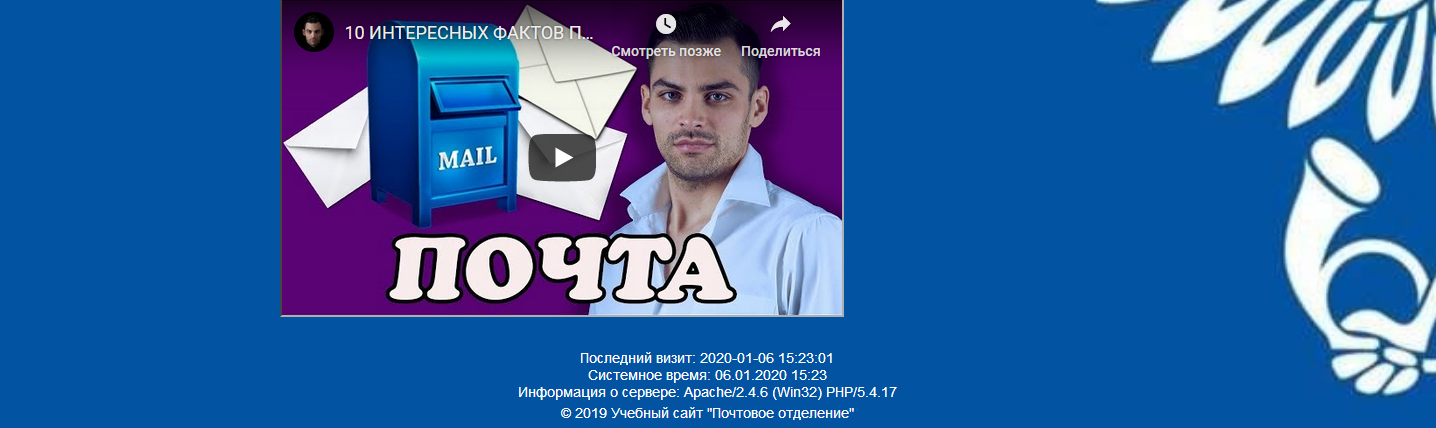 10 ИНТЕРЕСНЫХ ФАКТОВ П...
Смотреть позже
Поделиться
MAIL
ПОЧТА
Последний визит: 2020-01-06 15:23:01
Системное время: 06.01.2020 15:23
Информация о сервере: Apache/2.4.6 (Win32) PHP/5.4.17
© 2019 Учебный сайт "Почтовое отделение"